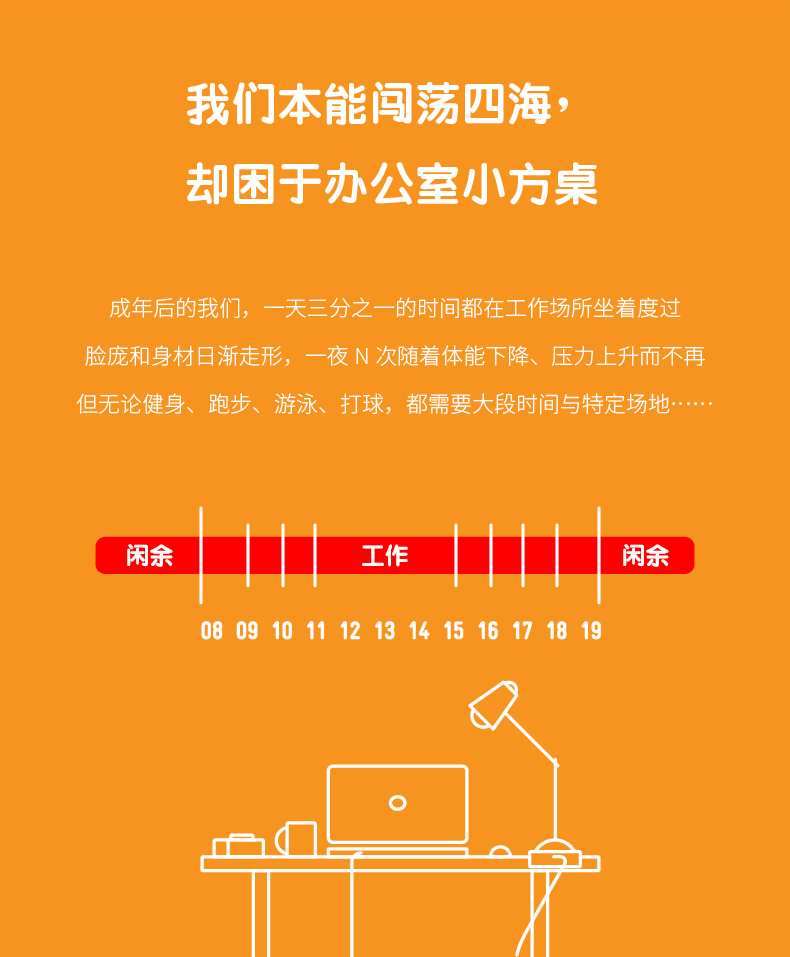 我们本能闯荡四海，
却困于办公室小方桌
成年后的我们，一天三分之一的时间都在工作场所坐着度过
脸庞和身材日渐走形，一夜 N 次随着体能下降、压力上升而不再
但无论健身、跑步、游泳、打球，都需要大段时间与特定场地……
闲余 工作 闲余
08 09 10 11 12 13 14 15 16 17 18 19